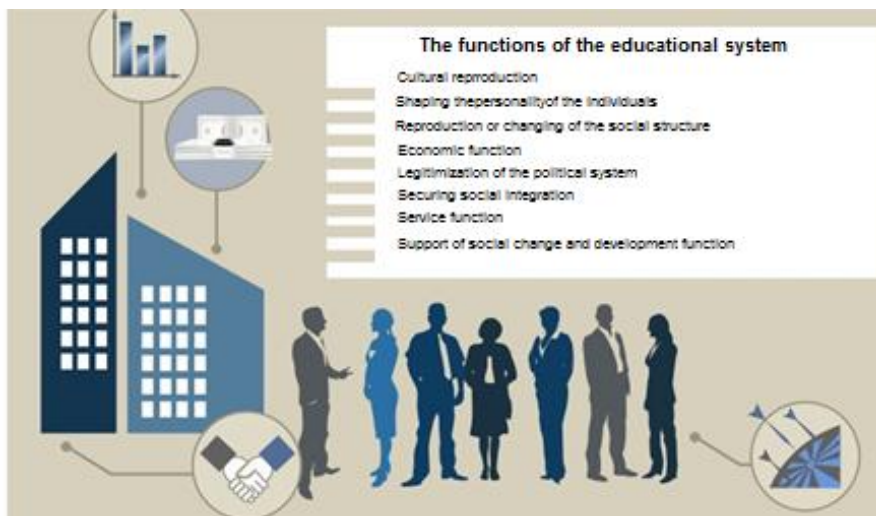 The functions of the educational system
Cultural reproduction
Shaping thepersonalityof the individuals
Reproduction or changing of the social structure
Economic function
Legitimization of the political system
Securing social integration
Service function
Support of social change and development function